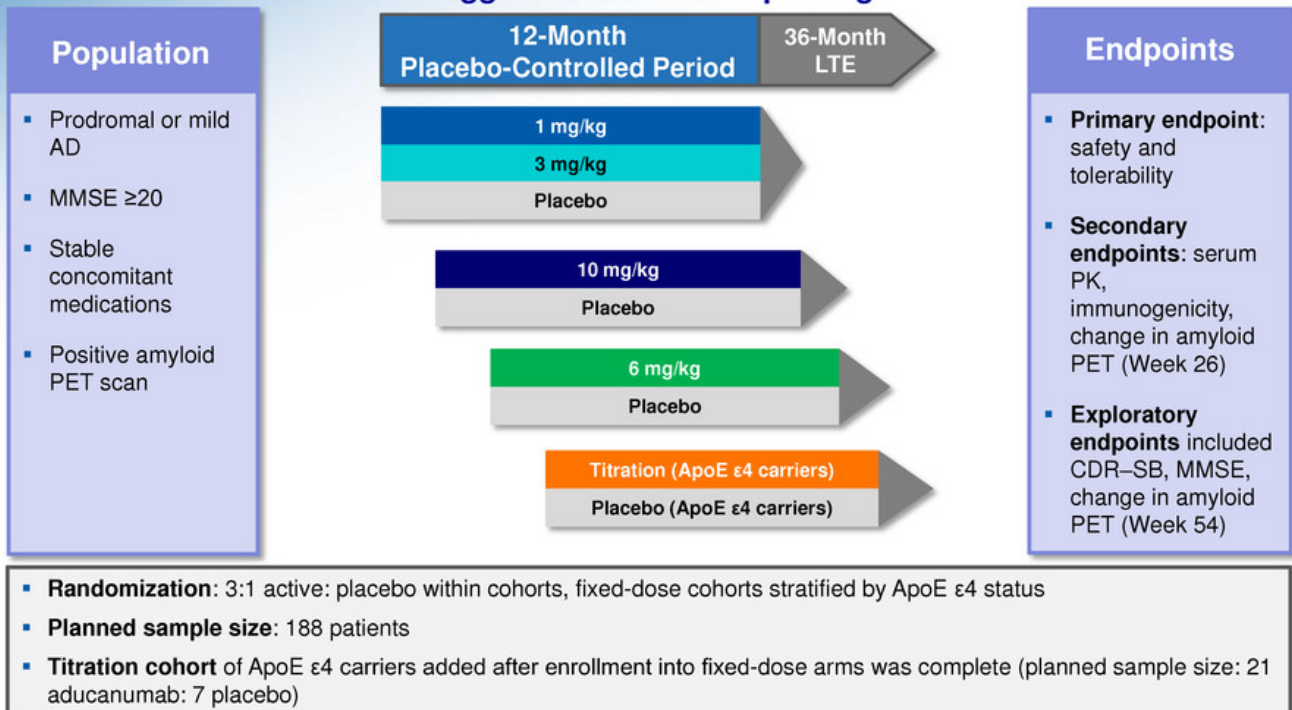 Population
Prodromal or mild
AD
MMSE ≥20
Stable
concomitant
medications
Positive amyloid
PET scan
12-Month
Placebo-Controlled Period
36-Month
LTE
1 mg/kg
3 mg/kg
Placebo
10 mg/kg
Placebo
6 mg/kg
Placebo
Titration (ApoE ε4 carriers)
Placebo (ApoE ε4 carriers)
Endpoints
Primary endpoint:
safety and
tolerability
Secondary
endpoints: serum
PK,
immunogenicity,
change in amyloid
PET (Week 26)
Exploratory
endpoints included
CDR–SB, MMSE,
change in amyloid
PET (Week 54)
Randomization: 3:1 active: placebo within cohorts, fixed-dose cohorts stratified by ApoE ε4 status
Planned sample size: 188 patients
Titration cohort of ApoE ε4 carriers added after enrollment into fixed-dose arms was complete (planned sample size: 21
aducanumab: 7 placebo)